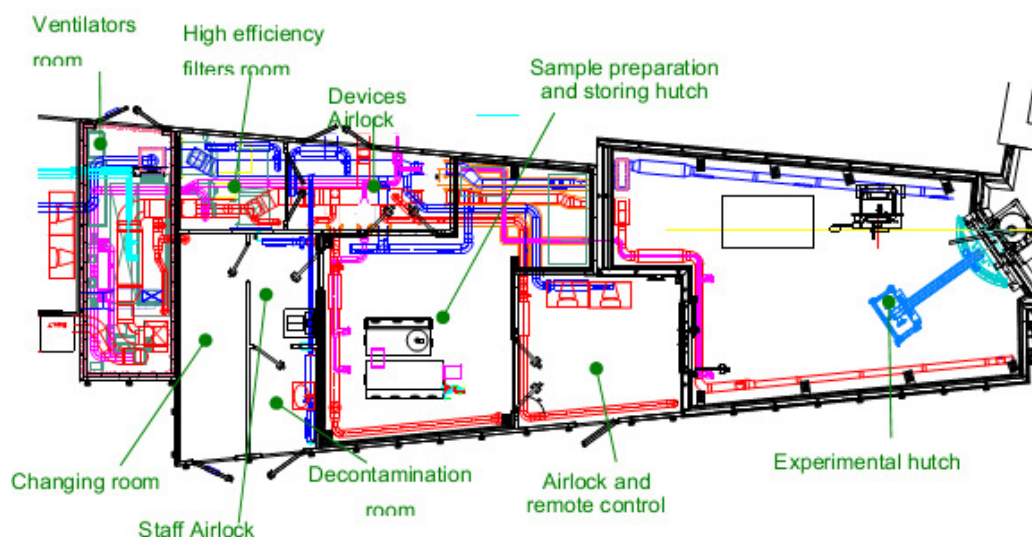 Ventilators
room
High efficiency
filters room
Devices
Airlock
Sample preparation
and storing hutch
Changing room
Staff Airlock
Decontamination
room
Airlock and
remote control
Experimental hutch